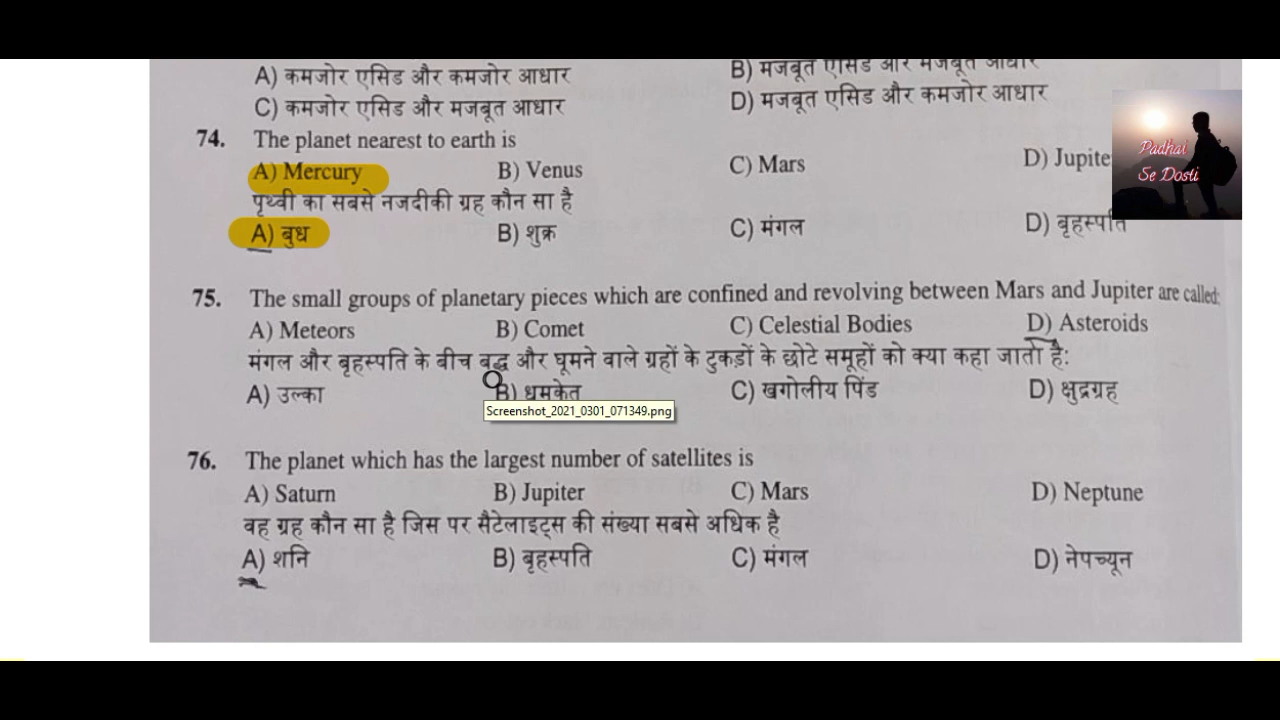 A) कमजोर एसिड और कमजोर आधार B) मजबूत एसिड और मजबूत आधार
C) कमजोर एसिड और मजबूत आधार D) मजबूत एसिड और कमजोर आधार
74. The planet nearest to earth is
A) Mercury B) Venus C) Mars D) Jupite
पृथ्वी का सबसे नजदीकी ग्रह कौन सा है
A) बुध B) शुक्र C) मंगल D) बृहस्पति
Padhai
Se Dosti
75. The small groups of planetary pieces which are confined and revolving between Mars and Jupiter are called:
A) Meteors B) Comet C) Celestial Bodies D) Asteroids
मंगल और बृहस्पति के बीच बद्ध और घूमने वाले ग्रहों के टुकड़ों के छोटे समूहों को क्या कहा जाता है:
A) उल्का B) धूमकेतु C) खगोलीय पिंड D) क्षुद्रग्रह
Screenshot_2021_0301_071349.png
76. The planet which has the largest number of satellites is
A) Saturn B) Jupiter C) Mars D) Neptune
वह ग्रह कौन सा है जिस पर सैटेलाइट्स की संख्या सबसे अधिक है
A) शनि B) बृहस्पति C) मंगल D) नेपच्यून